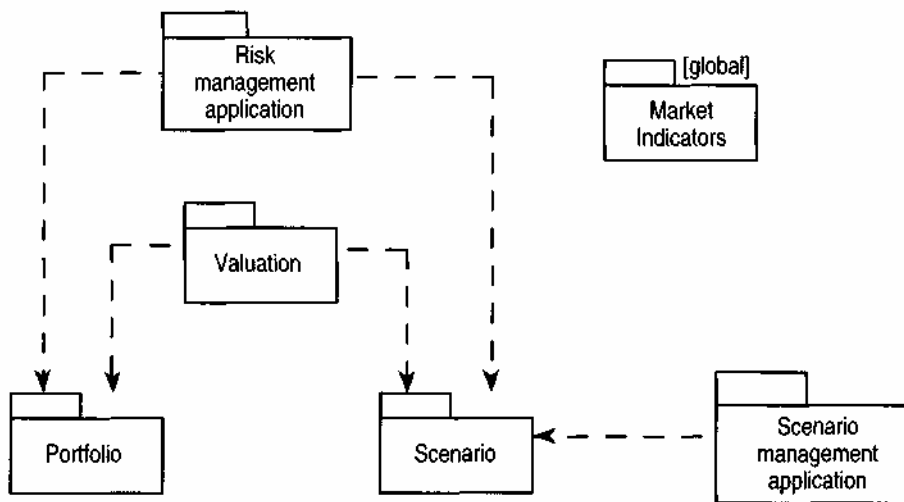 Risk
management
application
[global]
Market
Indicators
Valuation
Portfolio
Scenario
Scenario
management
application